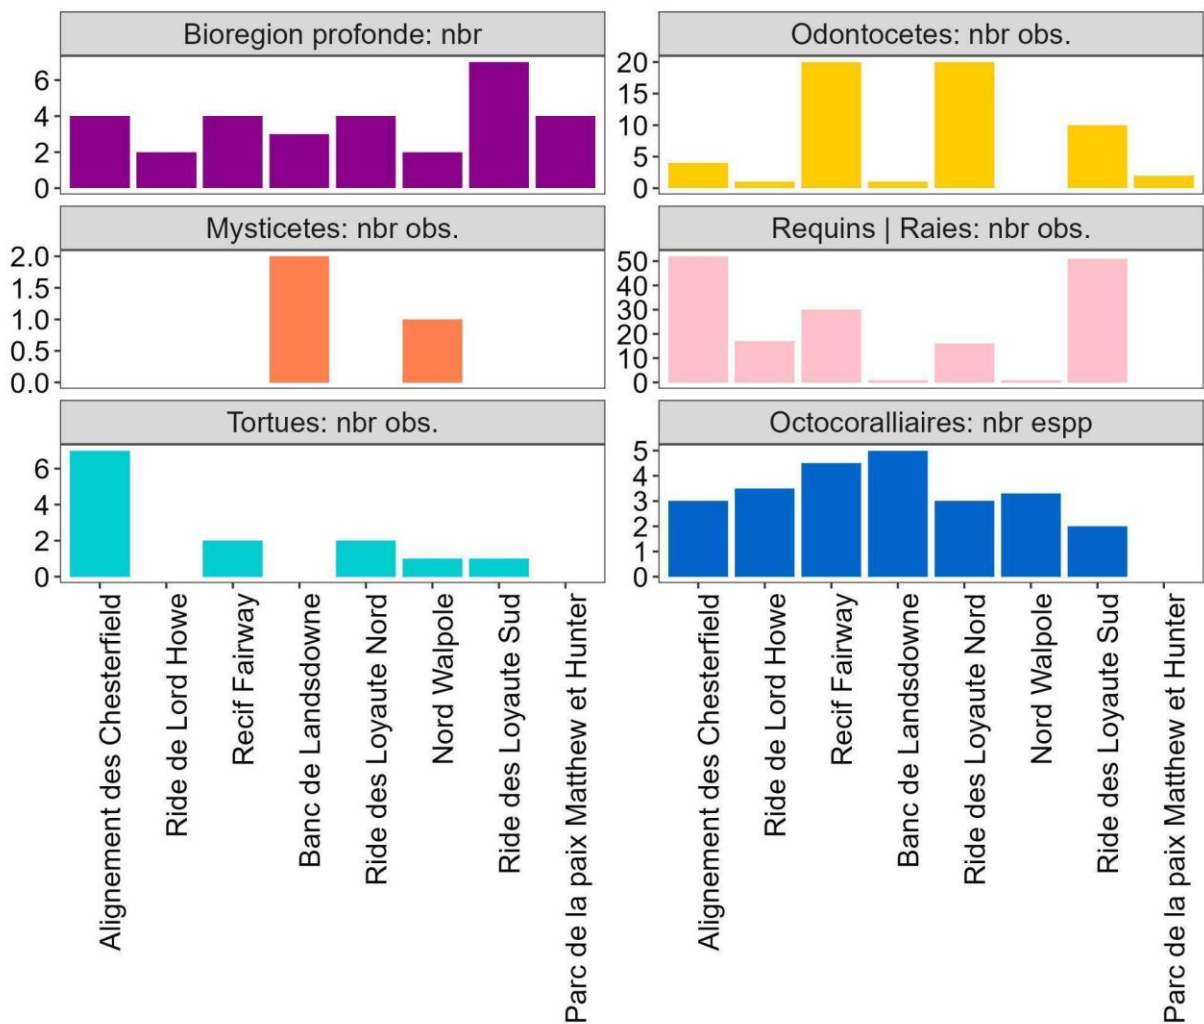 Bioregion profonde: nbr
6
4
2
0
Odontocetes: nbr obs.
20
15
10
5
0
Mysticetes: nbr obs.
2.0
1.5
1.0
0.5
0.0
Requins | Raies: nbr obs.
50
40
30
20
10
0
Tortues: nbr obs.
6
4
2
0
Octocoralliaires: nbr espp
5
4
3
2
1
0
Alignement des Chesterfield
Ride de Lord Howe
Recif Fairway
Banc de Landsdowne
Ride des Loyaute Nord
Nord Walpole
Ride des Loyaute Sud
Parc de la paix Matthew et Hunter
Alignement des Chesterfield
Ride de Lord Howe
Recif Fairway
Banc de Landsdowne
Ride des Loyaute Nord
Nord Walpole
Ride des Loyaute Sud
Parc de la paix Matthew et Hunter